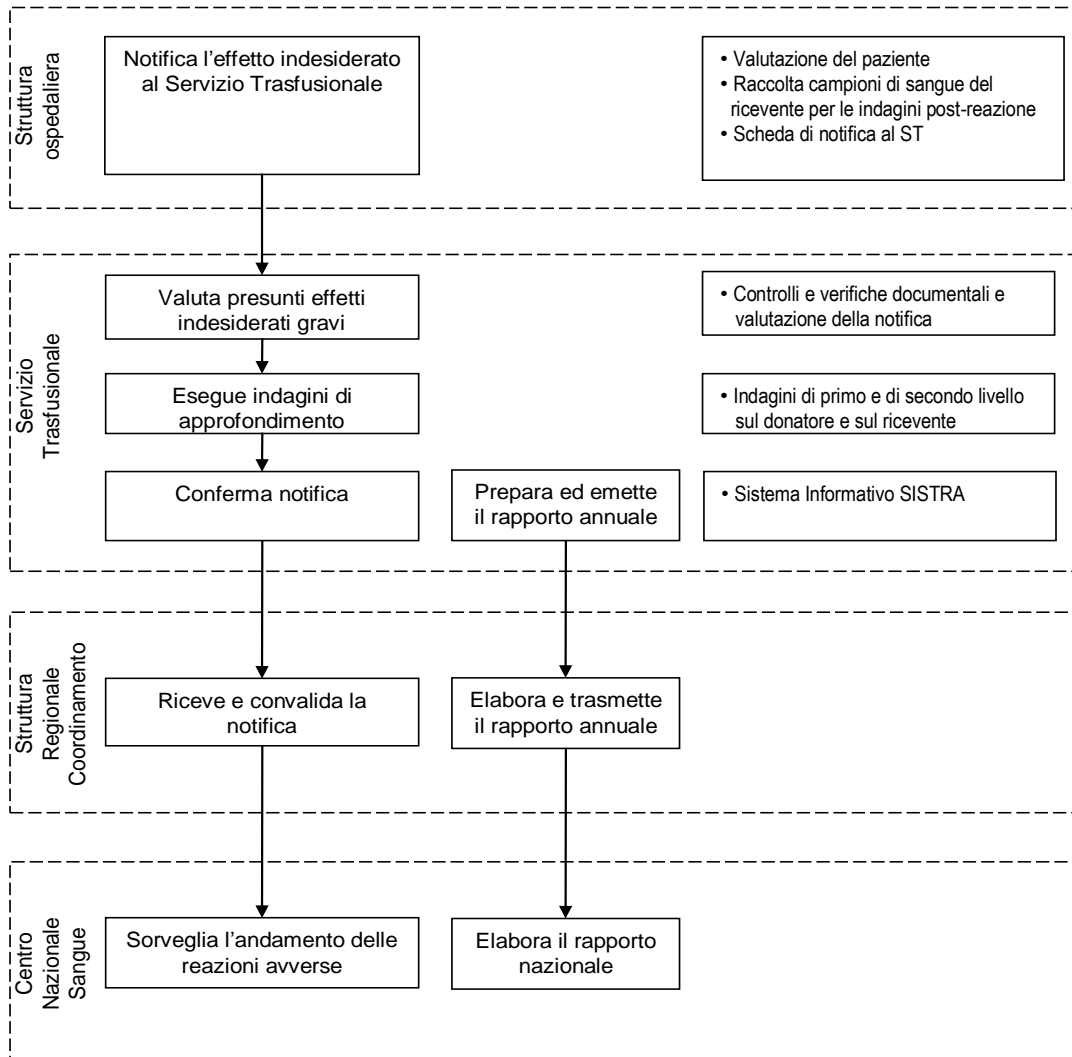 Struttura
ospedaliera
Notifica l'effetto indesiderato
al Servizio Trasfusionale
• Valutazione del paziente
• Raccolta campioni di sangue del
ricevente per le indagini post-reazione
• Scheda di notifica al ST
Servizio
Trasfusionale
Valuta presunti effetti
indesiderati gravi
• Controlli e verifiche documentali e
valutazione della notifica
Esegue indagini di
approfondimento
• Indagini di primo e di secondo livello
sul donatore e sul ricevente
Conferma notifica
Prepara ed emette
il rapporto annuale
• Sistema Informativo SISTRA
Struttura
Regionale
Coordinamento
Riceve e convalida la
notifica
Elabora e trasmette
il rapporto annuale
Centro
Nazionale
Sangue
Sorveglia l'andamento delle
reazioni avverse
Elabora il rapporto
nazionale